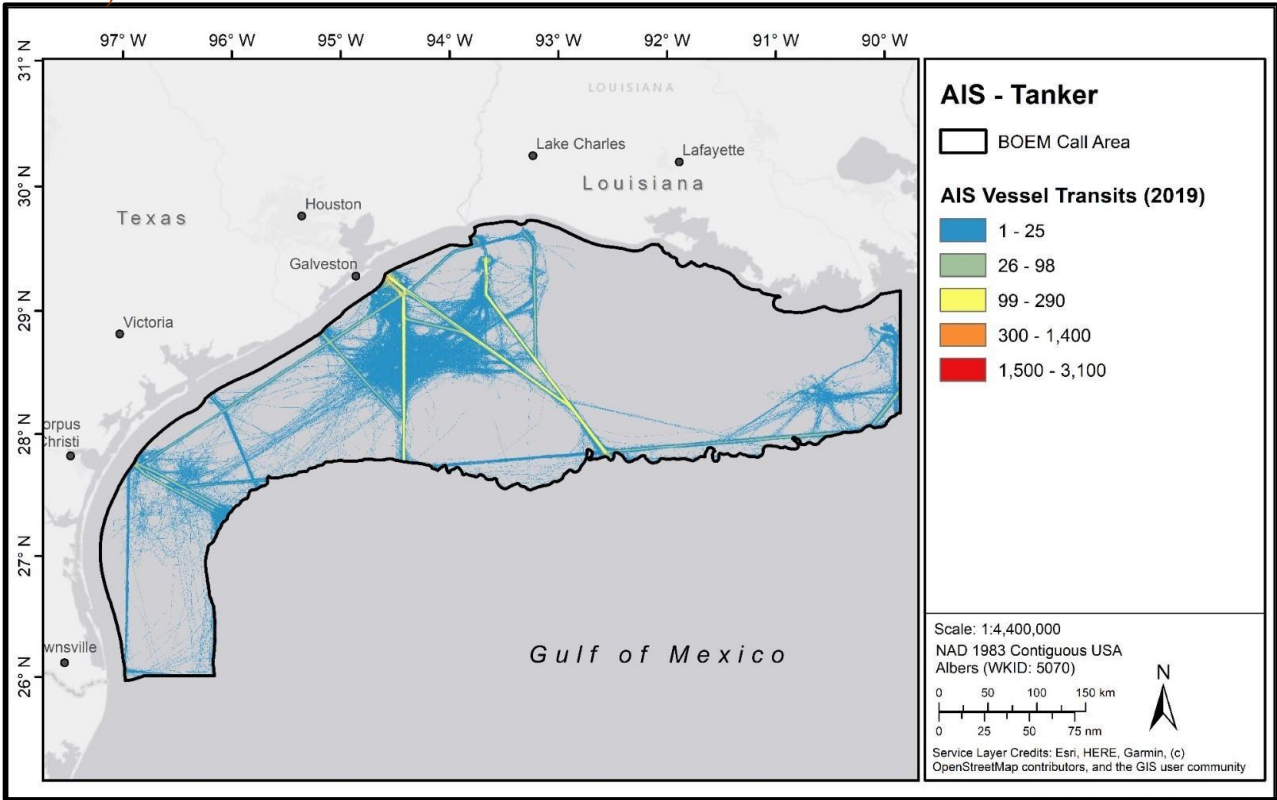 97° W 96° W 95° W 94° W 93° W 92° W 91° W 90° W
31° N
30° N
29° N
28° N
27° N
26° N
LOUISIANA
Lake Charles
Lafayette
Louisiana
Texas
Houston
Galveston
Victoria
orpus
Christi
wnsville
Gulf of Mexico
AIS - Tanker
BOEM Call Area
AIS Vessel Transits (2019)
1 - 25
26 - 98
99 - 290
300 - 1,400
1,500 - 3,100
Scale: 1:4,400,000
NAD 1983 Contiguous USA
Albers (WKID: 5070)
N
0 50 100 150 km
0 25 50 75 nm
Service Layer Credits: Esri, HERE, Garmin, (c)
OpenStreetMap contributors, and the GIS user community